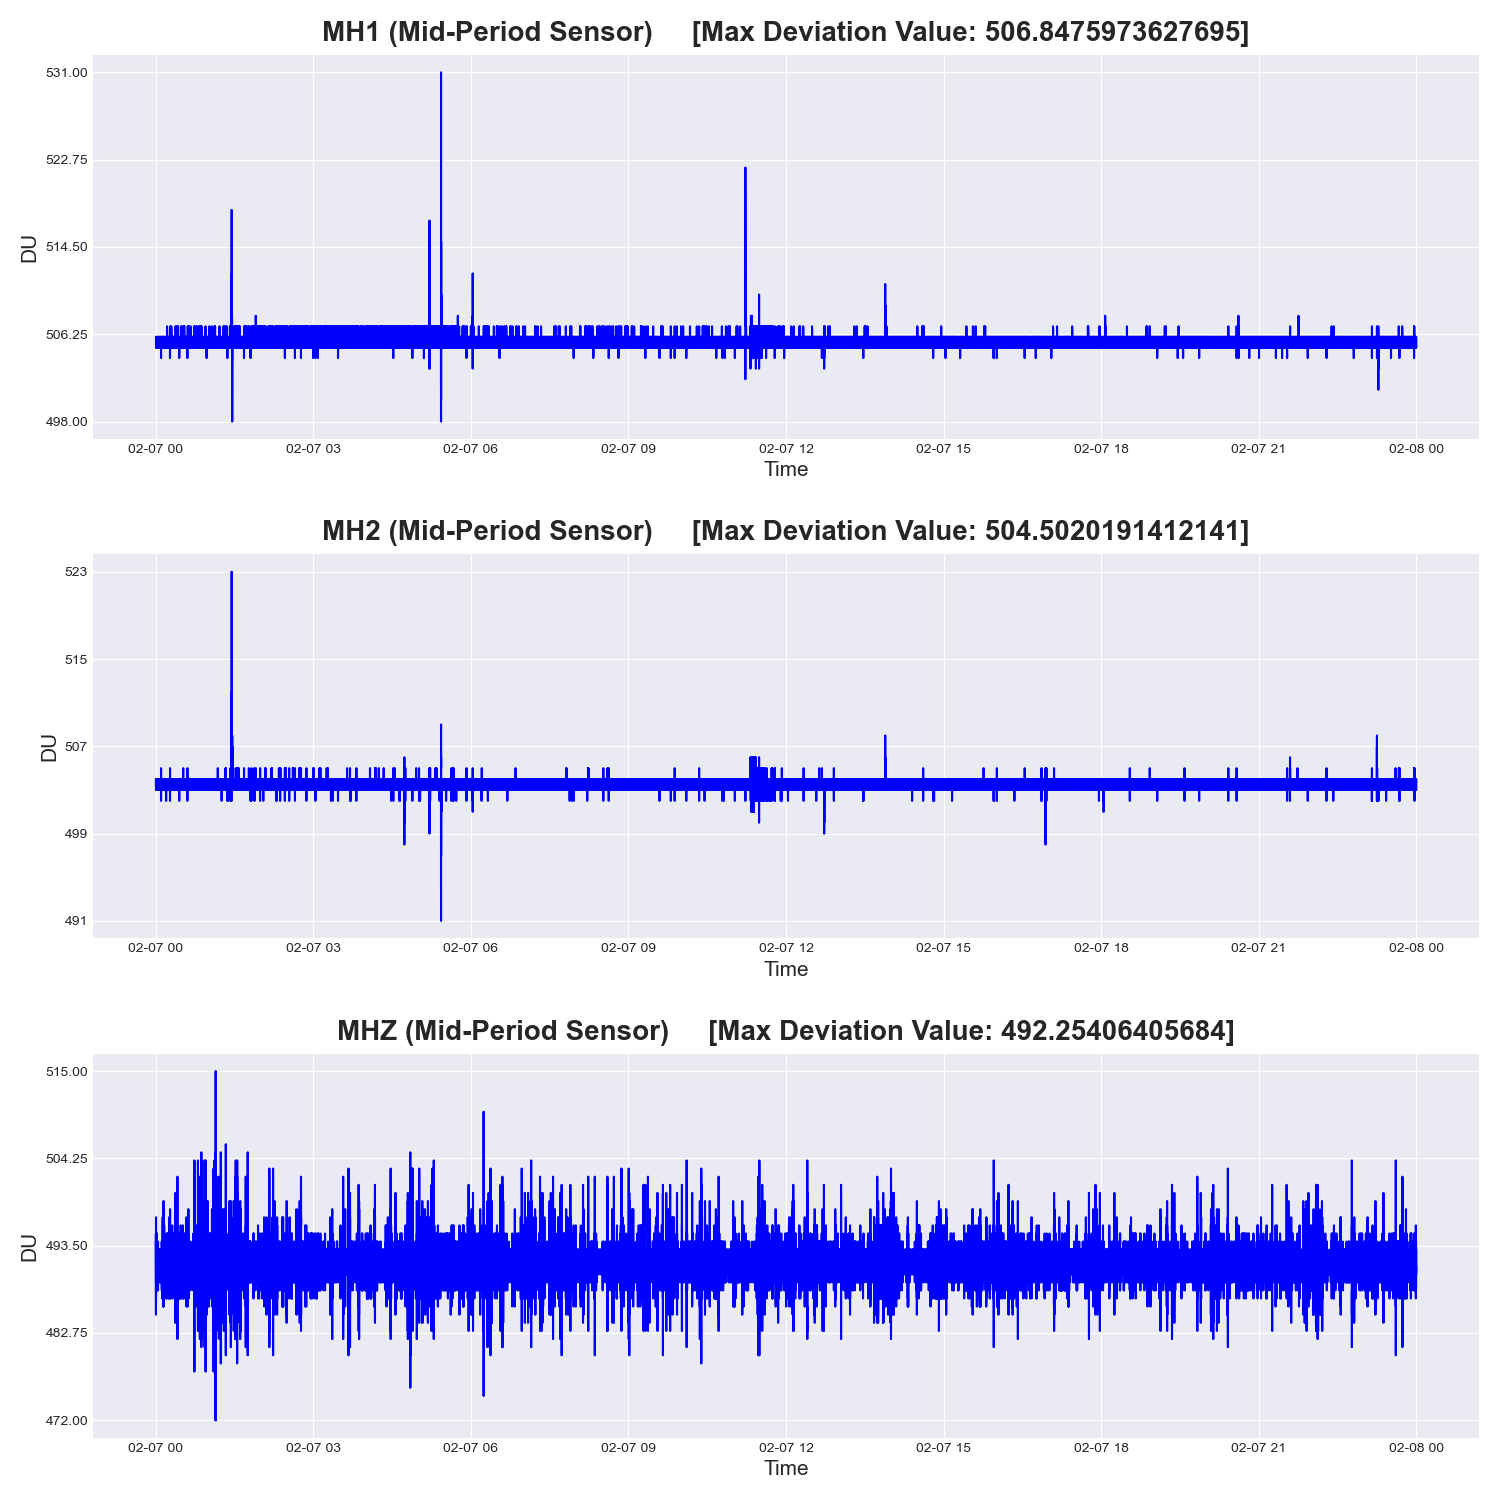 MH1 (Mid-Period Sensor) [Max Deviation Value: 506.8475973627695]
531.00
522.75
514.50
506.25
498.00
DU
02-07 00 02-07 03 02-07 06 02-07 09 02-07 12 02-07 15 02-07 18 02-07 21 02-08 00
Time
MH2 (Mid-Period Sensor) [Max Deviation Value: 504.5020191412141]
523
515
507
499
491
DU
02-07 00 02-07 03 02-07 06 02-07 09 02-07 12 02-07 15 02-07 18 02-07 21 02-08 00
Time
MHZ (Mid-Period Sensor) [Max Deviation Value: 492.25406405684]
515.00
504.25
493.50
482.75
472.00
DU
02-07 00 02-07 03 02-07 06 02-07 09 02-07 12 02-07 15 02-07 18 02-07 21 02-08 00
Time